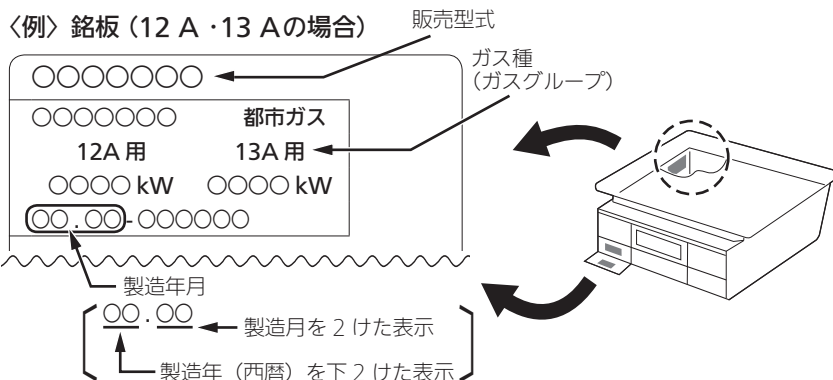 〈例〉銘板（12 A ・13 Aの場合）
販売型式
ガス種
（ガスグループ）
○○○○○○○
○○○○○○○ 都市ガス
12A 用 13A 用
○○○○ kW ○○○○ kW
○○.○○-○○○○○○
製造年月
○○.○○ 製造月を 2 けた表示
製造年（西暦）を下 2 けた表示